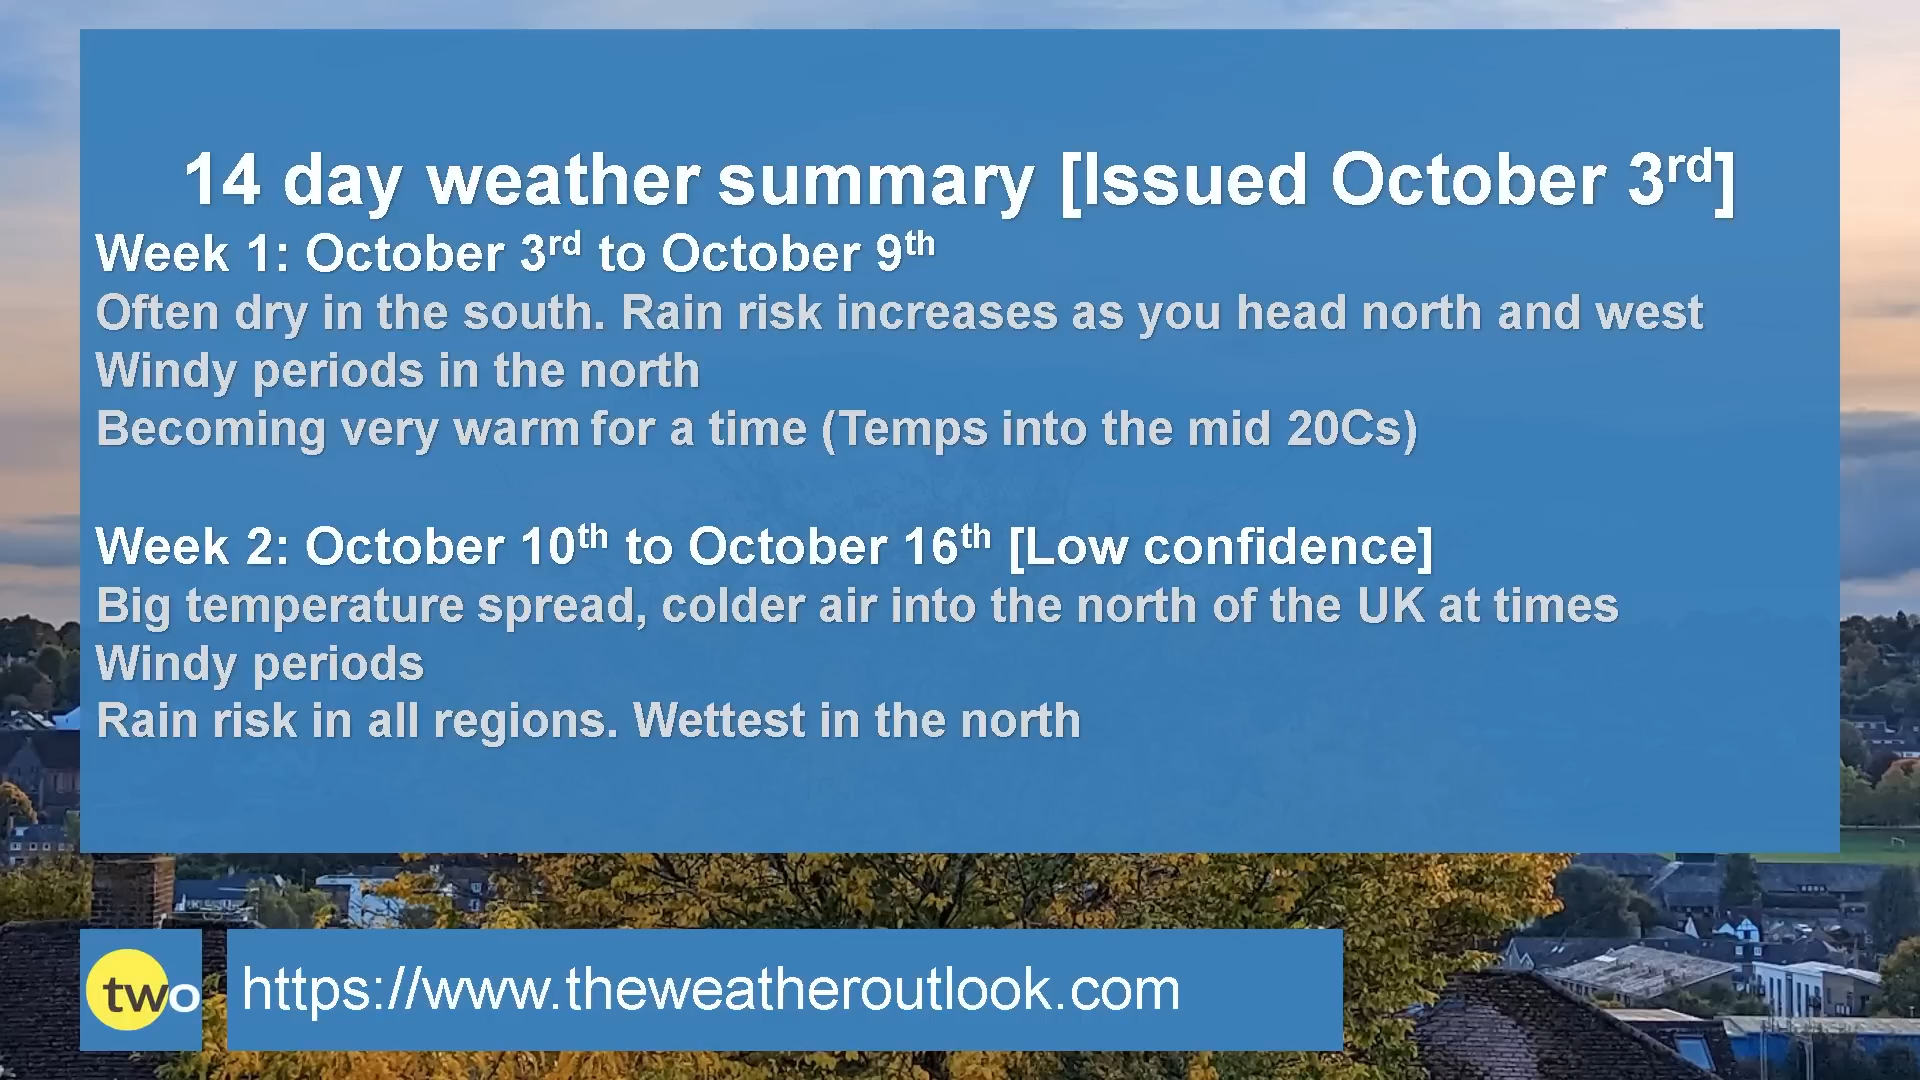 14 day weather summary [Issued October 3rd]
Week 1: October 3rd to October 9th
Often dry in the south. Rain risk increases as you head north and west
Windy periods in the north
Becoming very warm for a time (Temps into the mid 20Cs)
Week 2: October 10th to October 16th [Low confidence]
Big temperature spread, colder air into the north of the UK at times
Windy periods
Rain risk in all regions. Wettest in the north
two
https://www.theweatheroutlook.com